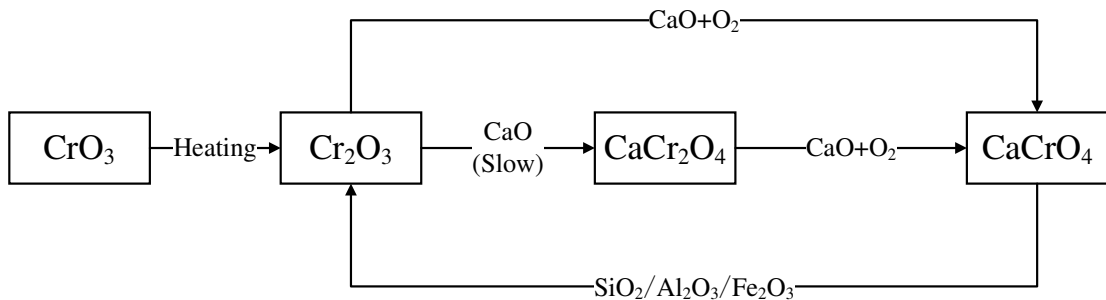 CaO+O₂
CrO₃
Heating
Cr₂O₃
CaO
(Slow)
CaCr₂O₄
CaO+O₂
CaCrO₄
SiO₂/Al₂O₃/Fe₂O₃